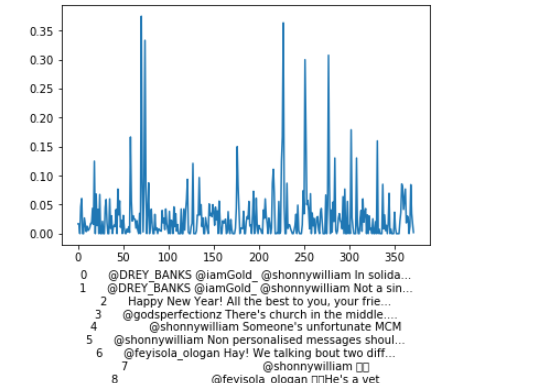 0.35
0.30
0.25
0.20
0.15
0.10
0.05
0.00
0 50 100 150 200 250 300 350
0 @DREY_BANKS @iamGold_ @shonnywilliam In solida...
1 @DREY_BANKS @iamGold_ @shonnywilliam Not a sin...
2 Happy New Year! All the best to you, your frie...
3 @godsperfectionz There's church in the middle....
4 @shonnywilliam Someone's unfortunate MCM
5 @shonnywilliam Non personalised messages shoul...
6 @feyisola_ologan Hay! We talking bout two diff...
7 @shonnywilliam ▯▯
8 @feyisola_ologan ▯▯He's a vet